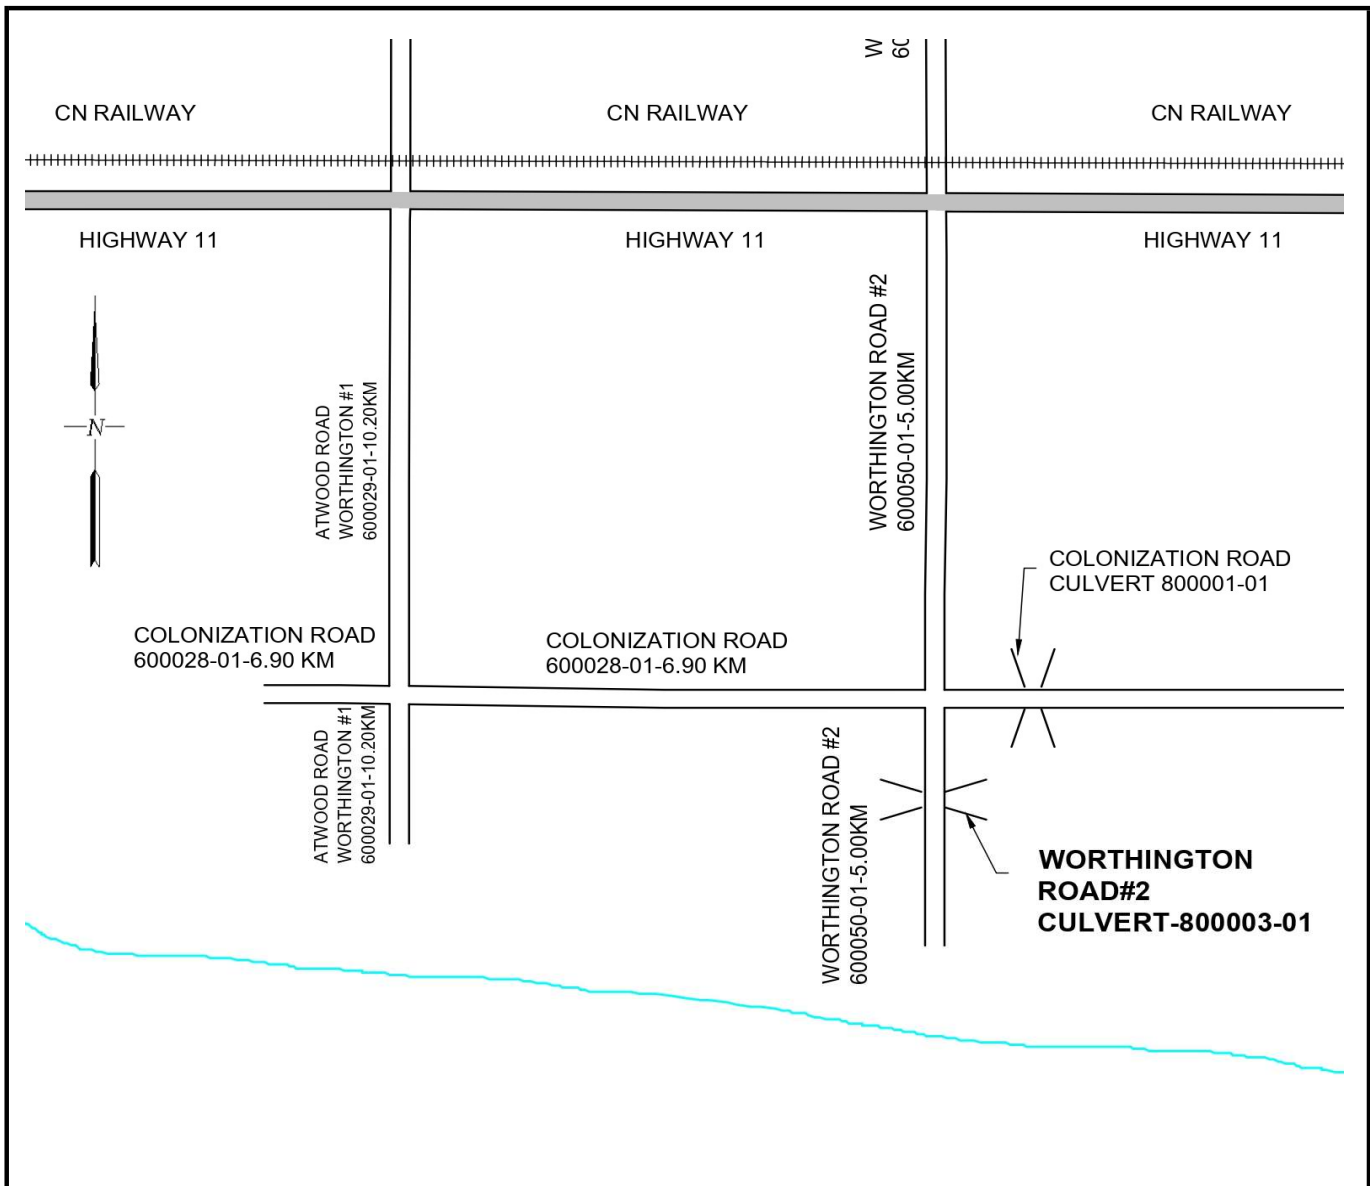 W
60
CN RAILWAY
CN RAILWAY
CN RAILWAY
HIGHWAY 11
HIGHWAY 11
HIGHWAY 11
N
ATWOOD ROAD
WORTHINGTON #1
600029-01-10.20KM
WORTHINGTON ROAD #2
600050-01-5.00KM
COLONIZATION ROAD
CULVERT 800001-01
COLONIZATION ROAD
600028-01-6.90 KM
COLONIZATION ROAD
600028-01-6.90 KM
ATWOOD ROAD
WORTHINGTON #1
600029-01-10.20KM
WORTHINGTON ROAD #2
600050-01-5.00KM
WORTHINGTON
ROAD#2
CULVERT-800003-01